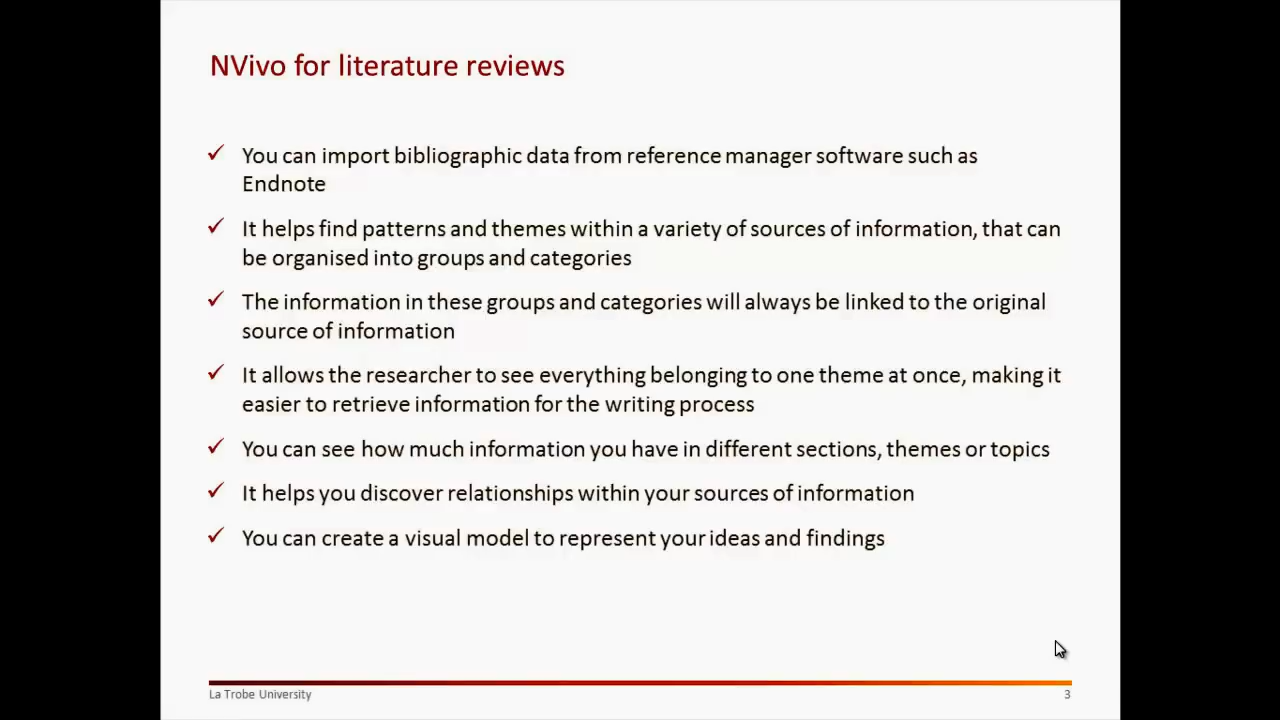 NVivo for literature reviews
✓ You can import bibliographic data from reference manager software such as
Endnote
✓ It helps find patterns and themes within a variety of sources of information, that can
be organised into groups and categories
✓ The information in these groups and categories will always be linked to the original
source of information
✓ It allows the researcher to see everything belonging to one theme at once, making it
easier to retrieve information for the writing process
✓ You can see how much information you have in different sections, themes or topics
✓ It helps you discover relationships within your sources of information
✓ You can create a visual model to represent your ideas and findings
La Trobe University 3